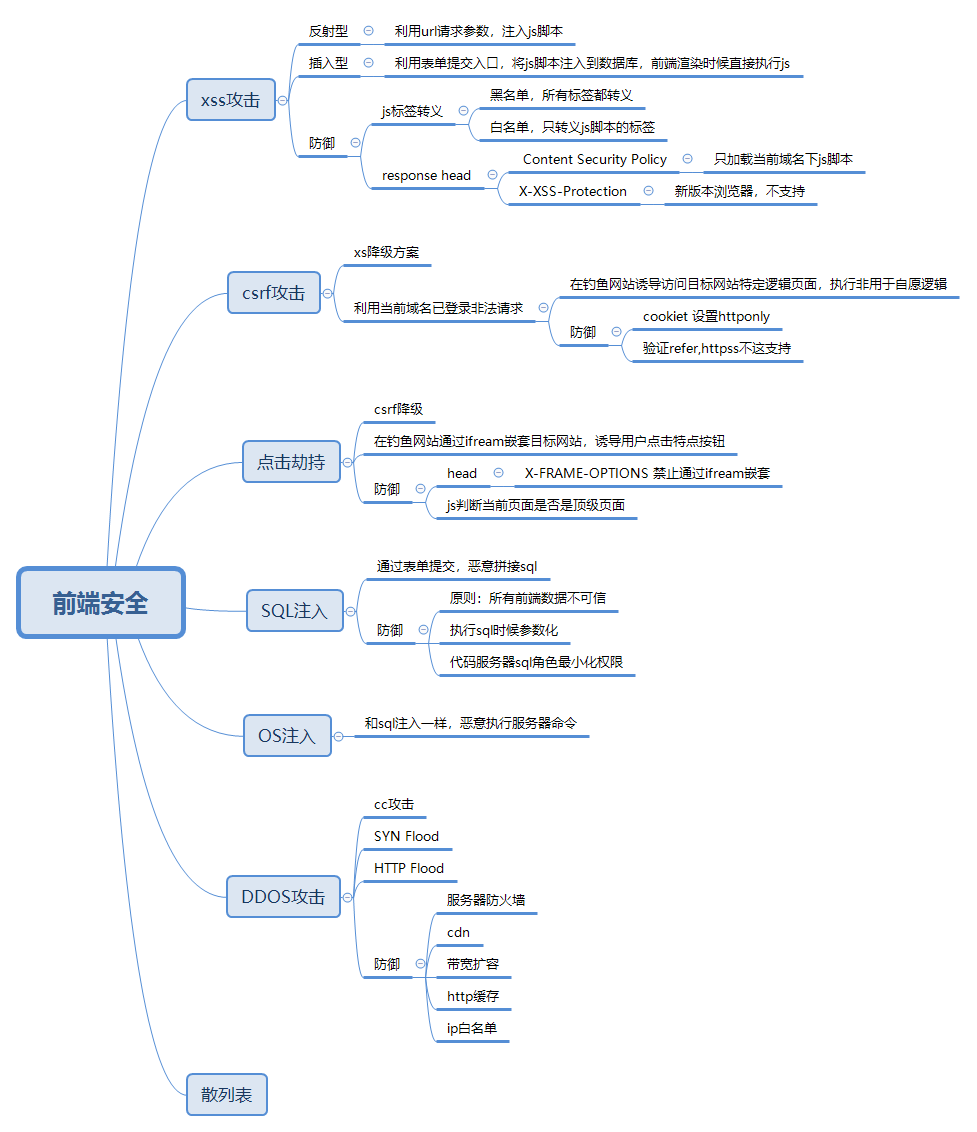 前端安全
xss攻击
反射型
利用url请求参数，注入js脚本
插入型
利用表单提交入口，将js脚本注入到数据库，前端渲染时候直接执行js
防御
js标签转义
黑名单，所有标签都转义
白名单，只转义js脚本的标签
response head
Content Security Policy
只加载当前域名下js脚本
X-XSS-Protection
新版本浏览器，不支持
csrf攻击
xs降级方案
利用当前域名已登录非法请求
在钓鱼网站诱导访问目标网站特定逻辑页面，执行非用于自愿逻辑
防御
cookiet 设置httponly
验证refer,httpss不这支持
点击劫持
csrf降级
在钓鱼网站通过ifream嵌套目标网站，诱导用户点击特点按钮
防御
head
X-FRAME-OPTIONS 禁止通过ifream嵌套
js判断当前页面是否是顶级页面
SQL注入
通过表单提交，恶意拼接sql
防御
原则：所有前端数据不可信
执行sql时候参数化
代码服务器sql角色最小化权限
OS注入
和sql注入一样，恶意执行服务器命令
DDOS攻击
cc攻击
SYN Flood
HTTP Flood
防御
服务器防火墙
cdn
带宽扩容
http缓存
ip白名单
散列表